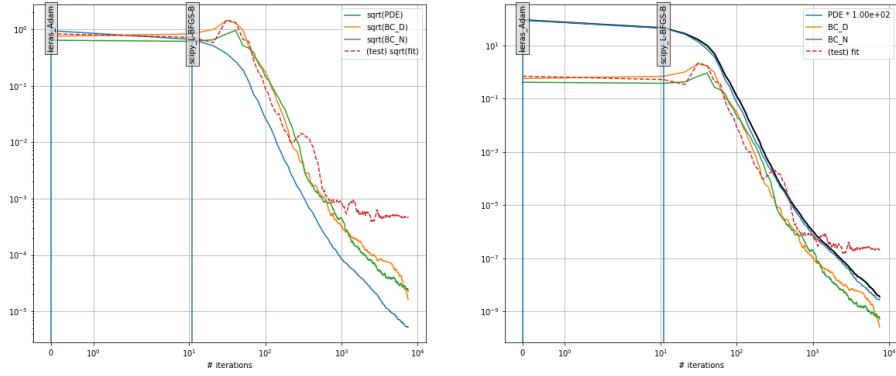 keras_Adam
scipy_L-BFGS-B
sqrt(PDE)
sqrt(BC_D)
sqrt(BC_N)
(test) sqrt(fit)
10⁰
10⁻¹
10⁻²
10⁻³
10⁻⁴
10⁻⁵
0
10⁰
10¹
10²
10³
10⁴
# iterations
keras_Adam
scipy_L-BFGS-B
PDE * 1.00e+02
BC_D
BC_N
(test) fit
10¹
10⁻¹
10⁻³
10⁻⁵
10⁻⁷
10⁻⁹
0
10⁰
10¹
10²
10³
10⁴
# iterations